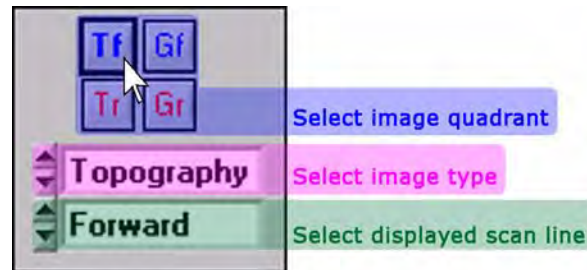 Tf Gf
Tr Gr
Select image quadrant
Topography Select image type
Forward Select displayed scan line